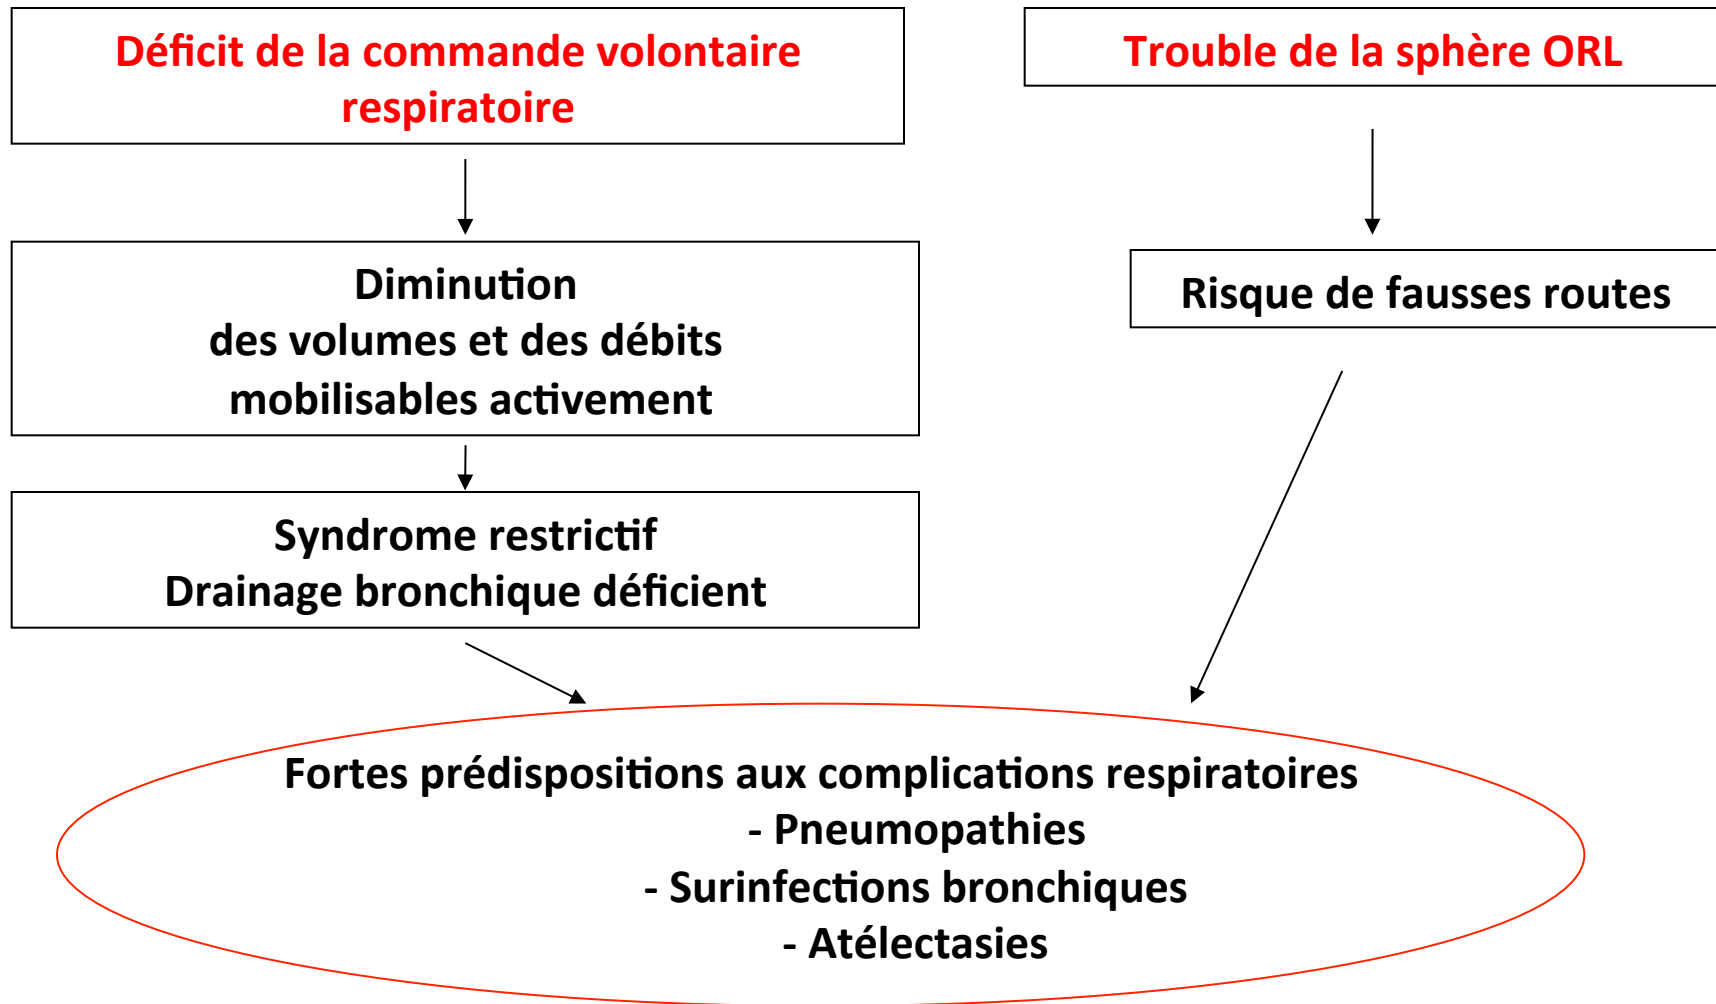 Déficit de la commande volontaire
respiratoire
Trouble de la sphère ORL
Diminution
des volumes et des débits
mobilisables activement
Risque de fausses routes
Syndrome restrictif
Drainage bronchique déficient
Fortes prédispositions aux complications respiratoires
- Pneumopathies
- Surinfections bronchiques
- Atélectasies